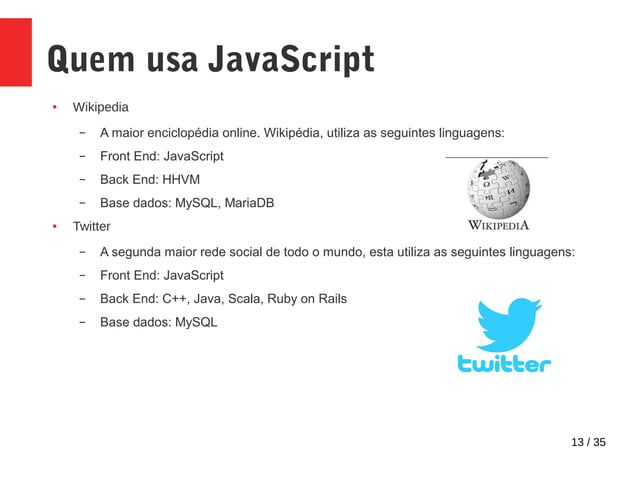 Quem usa JavaScript
• Wikipedia
– A maior enciclopédia online. Wikipédia, utiliza as seguintes linguagens:
– Front End: JavaScript
– Back End: HHVM
– Base dados: MySQL, MariaDB
WIKIPEDIA
• Twitter
– A segunda maior rede social de todo o mundo, esta utiliza as seguintes linguagens:
– Front End: JavaScript
– Back End: C++, Java, Scala, Ruby on Rails
– Base dados: MySQL
twitter
13 / 35